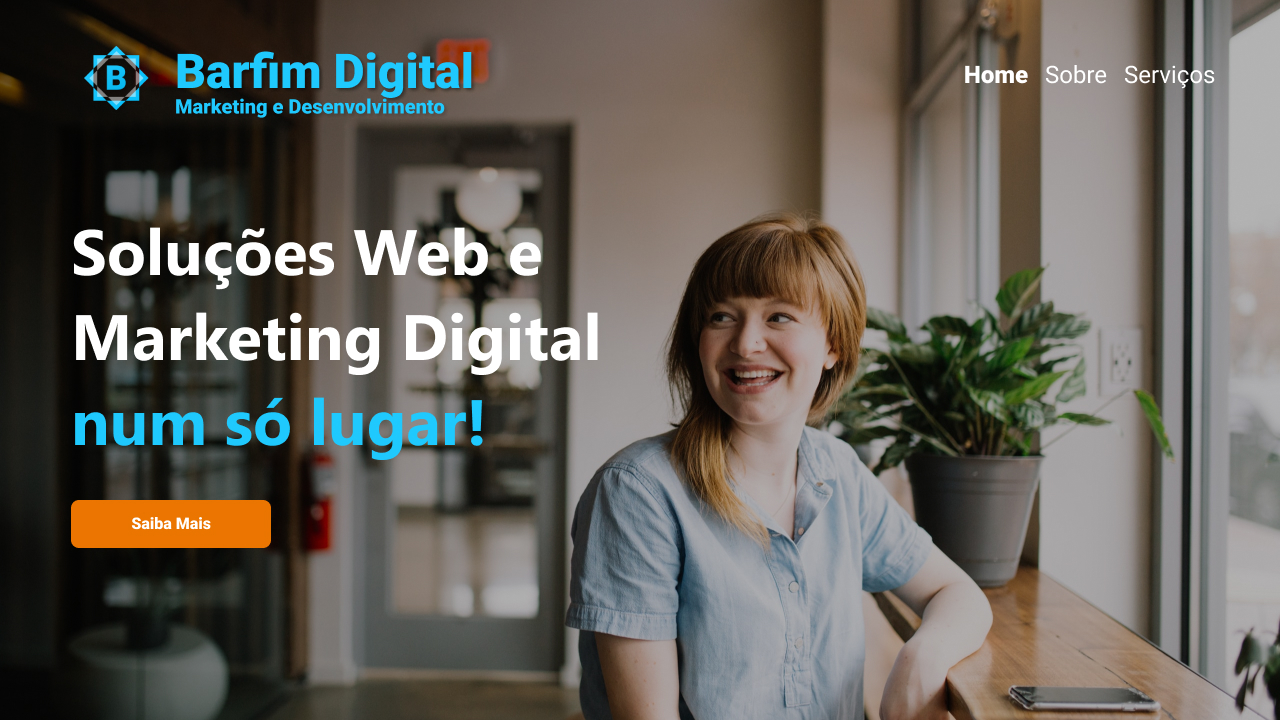 B
Barfim Digital
Marketing e Desenvolvimento
Home Sobre Serviços
Soluções Web e
Marketing Digital
num só lugar!
Saiba Mais